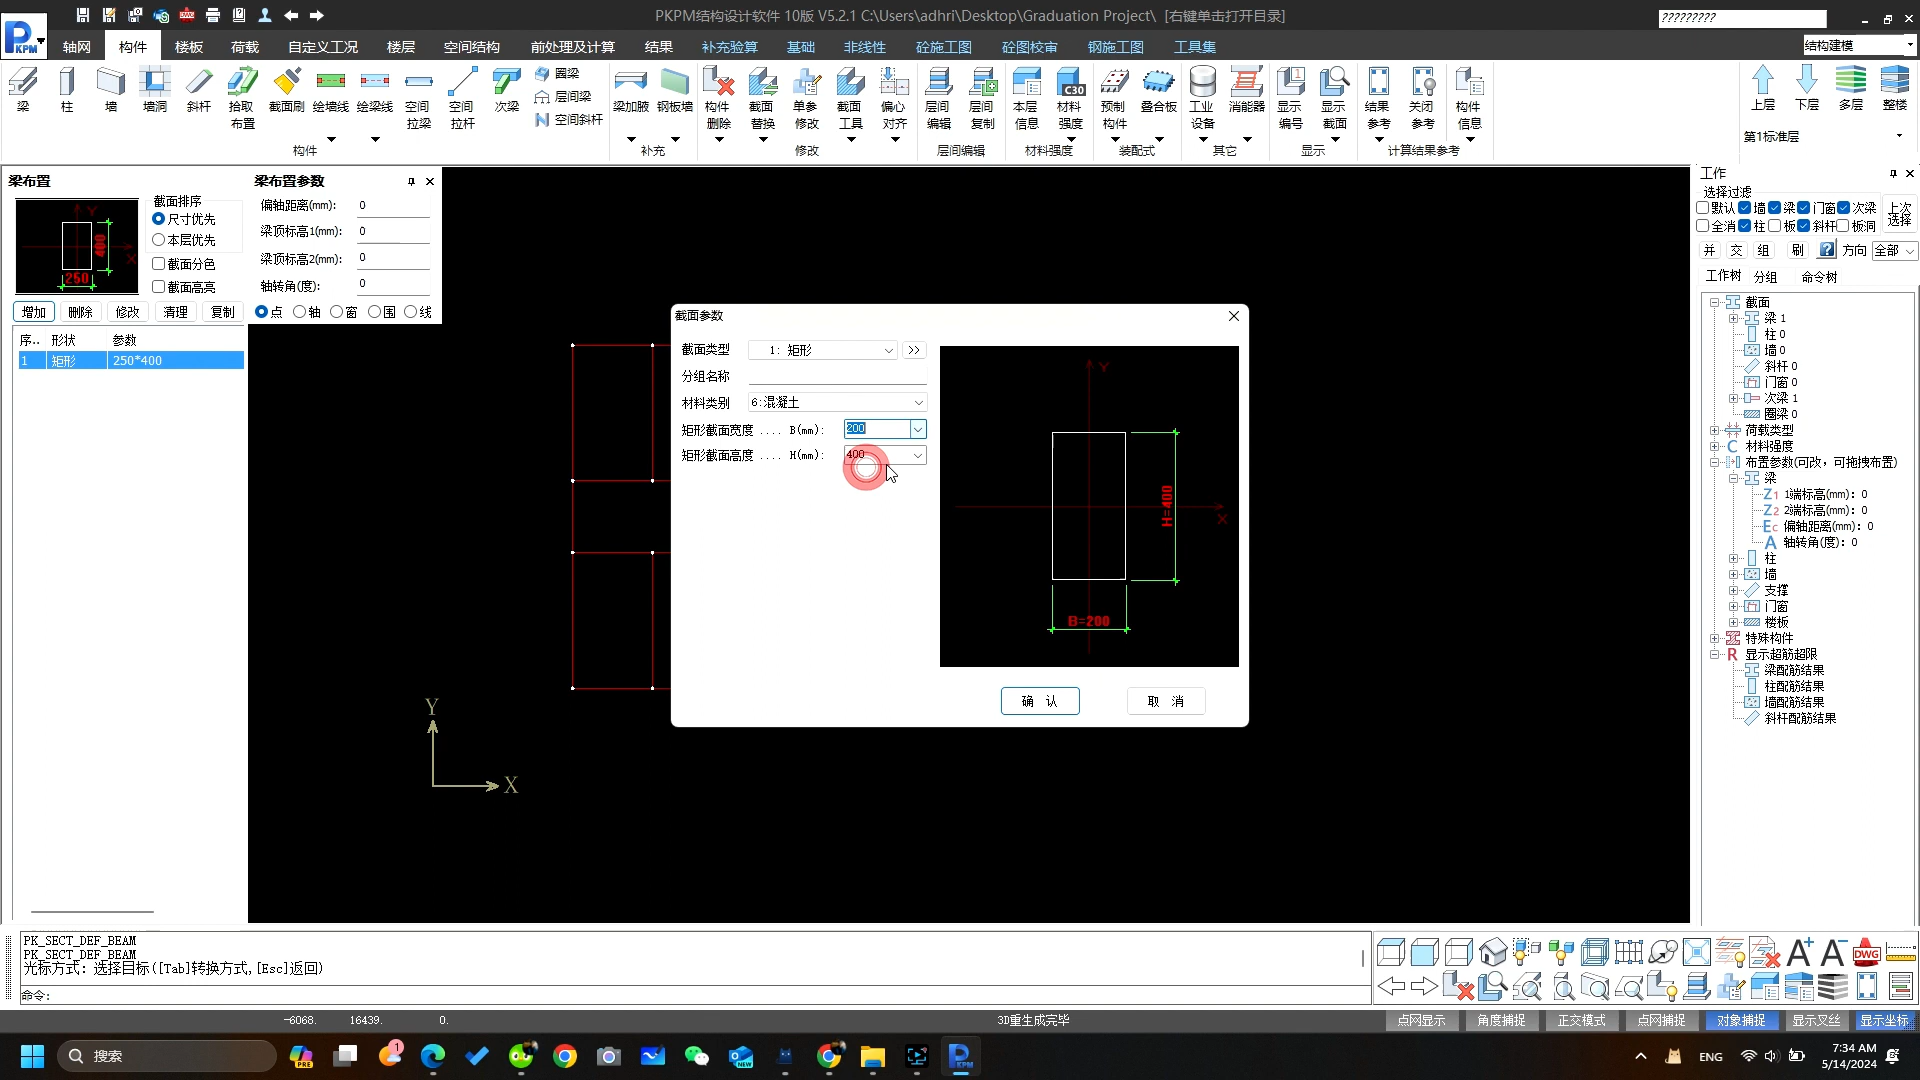 PKPM结构设计软件 10版 V5.2.1 C:\Users\adhri\Desktop\Graduation Project\ [右键单击打开目录]
?????????
轴网 构件 楼板 荷载 自定义工况 楼层 空间结构 前处理及计算 结果 补充验算 基础 非线性 砼施工图 砼图校审 钢施工图 工具集
结构建模
梁 柱 墙 墙洞 斜杆 拾取布置 截面刷 绘墙线 绘梁线 空间拉梁 空间拉杆 次梁 圈梁 层间梁 空间斜杆
梁加腋 钢板墙 构件删除 截面替换 单参修改 截面工具 偏心对齐 层间编辑 层间复制 本层信息 材料强度 预制构件 叠合板 工业设备 消能器 显示编号 显示截面 结果参考 关闭参考 构件信息
C30
上层 下层 多层 整楼
第1标准层
构件 补充 修改 层间编辑 材料强度 装配式 其它 显示 计算结果参考
梁布置
截面排序
尺寸优先
本层优先
截面分色
截面高亮
Y
X
400
250
增加 删除 修改 清理 复制
序.. 形状 参数
1 矩形 250*400
梁布置参数
偏轴距离(mm): 0
梁顶标高1(mm): 0
梁顶标高2(mm): 0
轴转角(度): 0
点 轴 窗 围 线
截面参数
截面类型 1: 矩形 >>
分组名称
材料类别 6:混凝土
矩形截面宽度 .... B(mm): 200
矩形截面高度 .... H(mm): 400
Y
X
H=400
B=200
确 认 取 消
Y
X
工作
选择过滤
默认 墙 梁 门窗 次梁
全消 柱 板 斜杆 板洞
上次选择
并 交 组 刷 方向 全部
工作树 分组 命令树
截面
梁 1
柱 0
墙 0
斜杆 0
门窗 0
次梁 1
圈梁 0
荷载类型
材料强度
布置参数(可改，可拖拽布置)
梁
Z1 1端标高(mm): 0
Z2 2端标高(mm): 0
Ec 偏轴距离(mm): 0
A 轴转角(度): 0
柱
墙
支撑
门窗
楼板
特殊构件
R 显示超筋超限
梁配筋结果
柱配筋结果
墙配筋结果
斜杆配筋结果
PK_SECT_DEF_BEAM
PK_SECT_DEF_BEAM
光标方式: 选择目标([Tab]转换方式,[Esc]返回)
命令:
-6068. 16439. 0.
3D重生成完毕
点网显示 角度捕捉 正交模式 点网捕捉 对象捕捉 显示叉丝 显示坐标
搜索
ENG
7:34 AM
5/14/2024